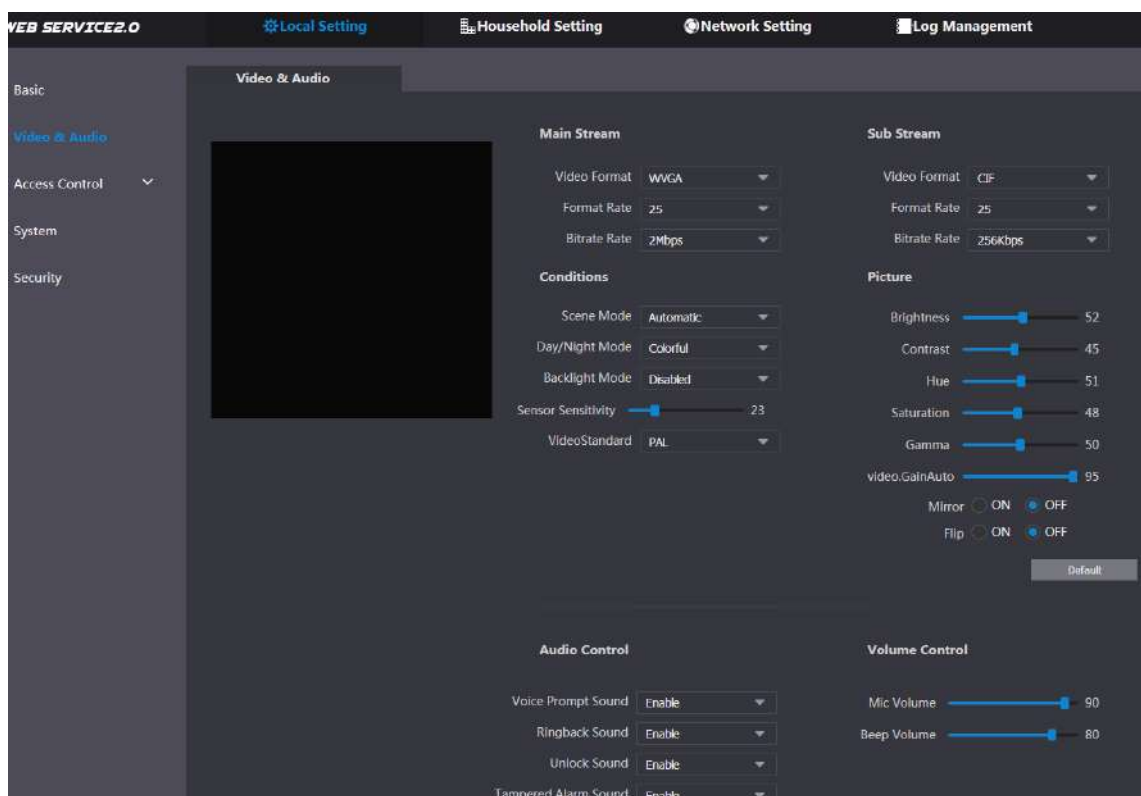 WEB SERVICE2.0
Local Setting
Household Setting
Network Setting
Log Management
Basic
Video & Audio
Access Control
System
Security
Video & Audio
Main Stream
Video Format WVGA
Format Rate 25
Bitrate Rate 2Mbps
Conditions
Scene Mode Automatic
Day/Night Mode Colorful
Backlight Mode Disabled
Sensor Sensitivity 23
VideoStandard PAL
Sub Stream
Video Format CIF
Format Rate 25
Bitrate Rate 256Kbps
Picture
Brightness 52
Contrast 45
Hue 51
Saturation 48
Gamma 50
video.GainAuto 95
Mirror ON OFF
Flip ON OFF
Default
Audio Control
Voice Prompt Sound Enable
Ringback Sound Enable
Unlock Sound Enable
Tampered Alarm Sound Enable
Volume Control
Mic Volume 90
Beep Volume 80